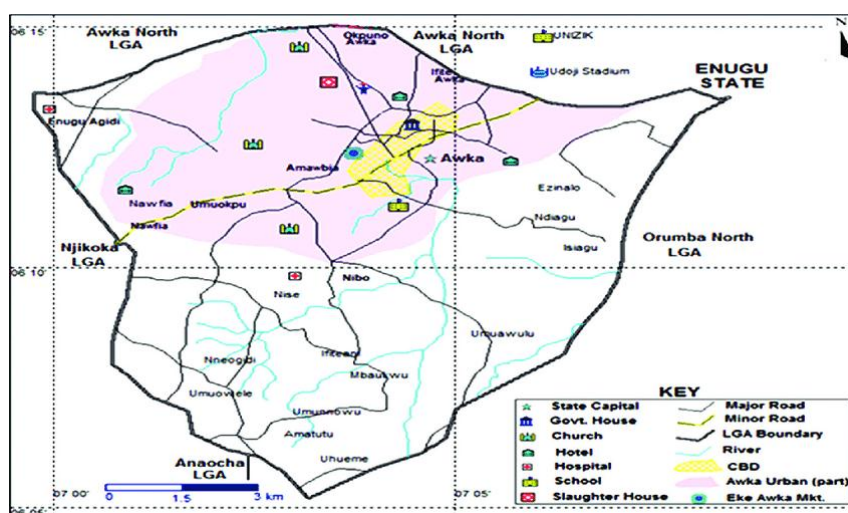 06'15'
Awka North
LGA
Okpuno
Awka
Awka North
LGA
UNIZIK
N
Ifite
Awka
Udoji Stadium
ENUGU
STATE
Enugu Agidi
Amawbia
Awka
Ezinalo
Nawfia
Umuokpu
Nawfia
Ndiagu
Isiagu
Njikoka
LGA
Orumba North
LGA
06'10'
Nibo
Nise
Umuawulu
Nneogidi
Ifiteani
Mbaukwu
Umuowele
Umunnowu
Amatutu
Uhueme
Anaocha
LGA
07'00'
07'05'
0
1.5
3 km
KEY
State Capital
Govt. House
Church
Hotel
Hospital
School
Slaughter House
Major Road
Minor Road
LGA Boundary
River
CBD
Awka Urban (part)
Eke Awka Mkt.